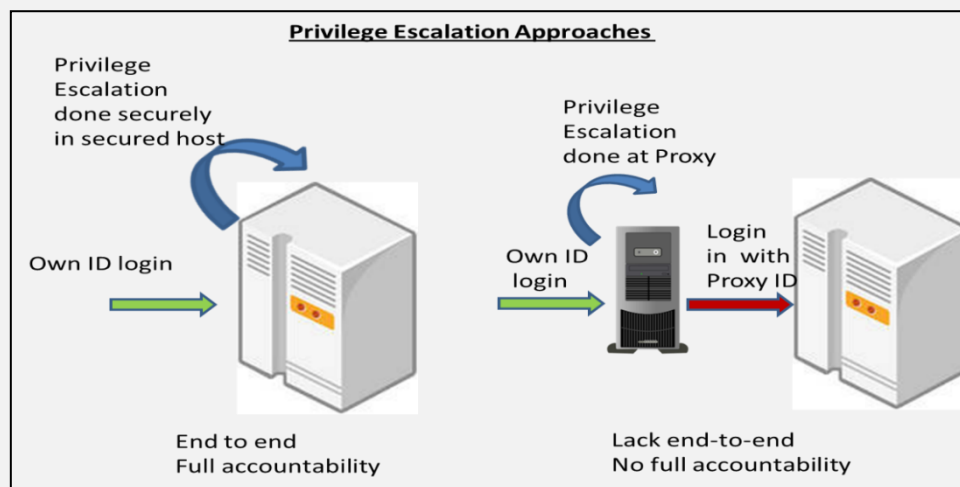 Privilege Escalation Approaches
Privilege
Escalation
done securely
in secured host
Own ID login
End to end
Full accountability
Privilege
Escalation
done at Proxy
Own ID
login
Login
in with
Proxy ID
Lack end-to-end
No full accountability